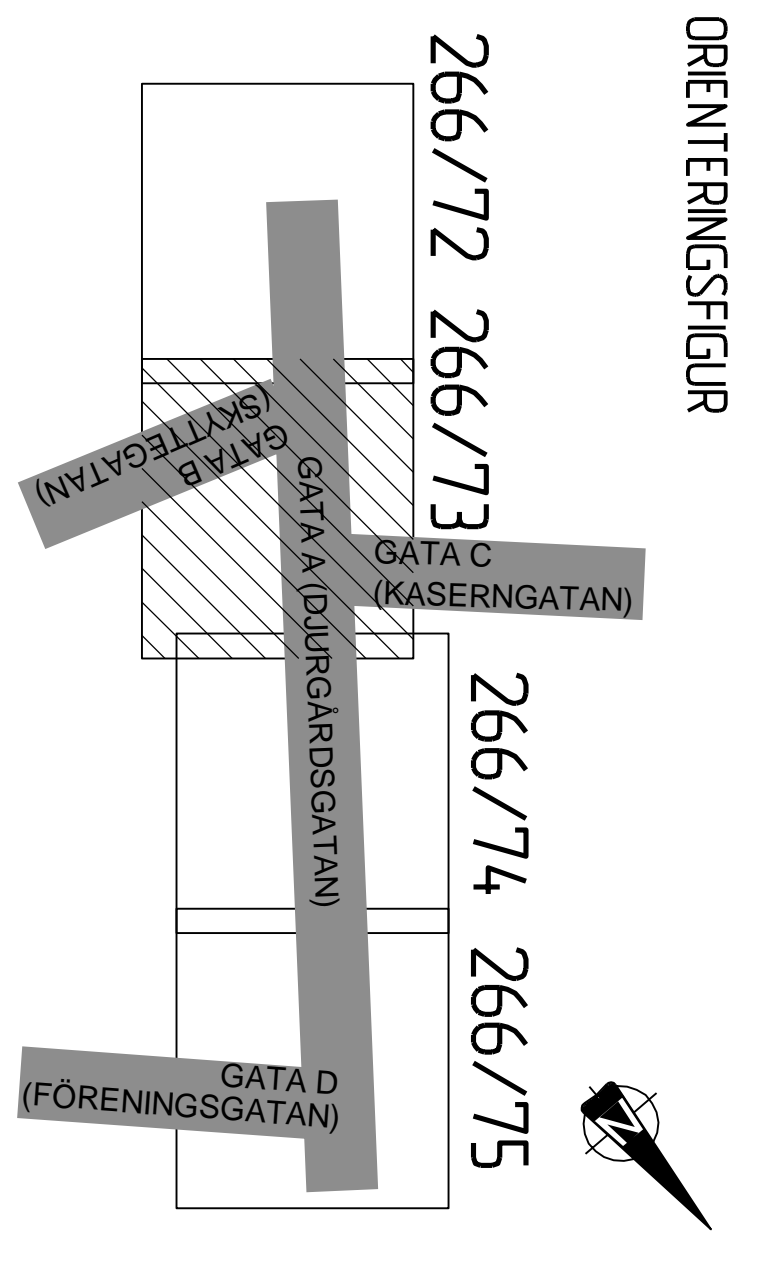 ORIENTERINGSFIGUR
266/72
266/73
GATA B
(SKYTTEGATAN)
GATA A (DJURGÅRDSGATAN)
GATA C
(KASERNGATAN)
266/74
266/75
GATA D
(FÖRENINGSGATAN)
N